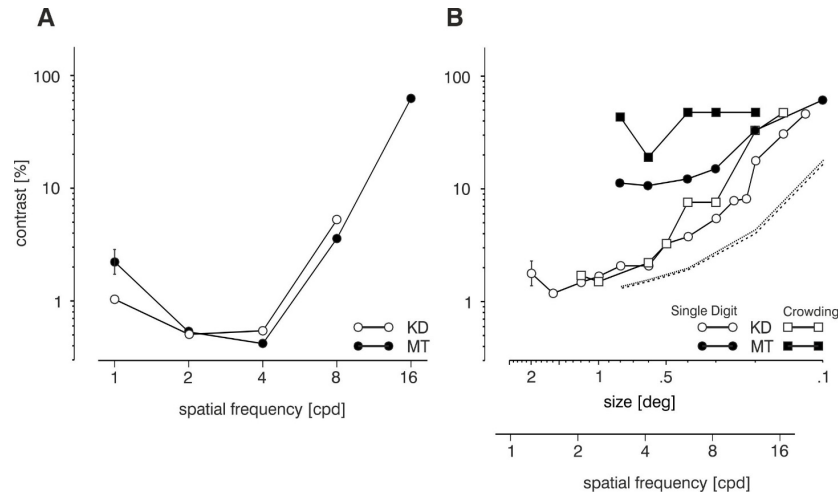 A
100
10
1
contrast [%]
KD
MT
1 2 4 8 16
spatial frequency [cpd]
B
100
10
1
Single Digit Crowding
KD
MT
2 1 .5 .1
size [deg]
1 2 4 8 16
spatial frequency [cpd]